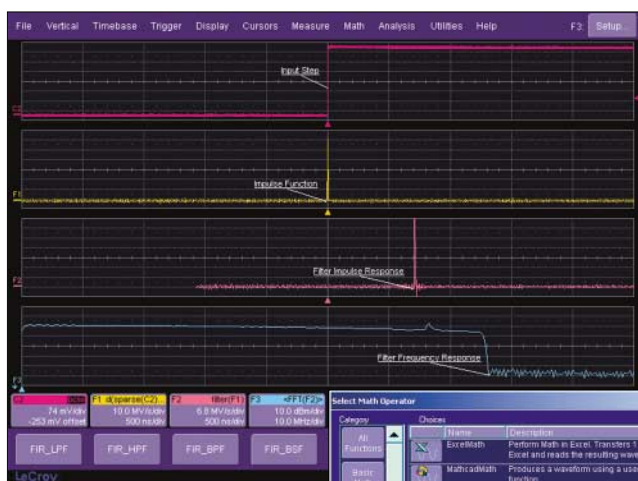 File Vertical Timebase Trigger Display Cursors Measure Math Analysis Utilities Help F3: Setup...
Input Step
C2
Impulse Function
F1
Filter Impulse Response
F2
Filter Frequency Response
F3
F1 d(sparse(C2)... F2 filter(F1) F3 <FFT(F2)>
74 mV/div 10.0 MV/s/div 6.8 MV/s/div 10.0 dBm/div
-253 mV offset 500 ns/div 500 ns/div 10.0 MHz/div
Select Math Operator
Category Choices
All Functions
Name Description
ExcelMath Perform Math in Excel. Transfers 1
Excel and reads the resulting wave
Basic
MathcadMath Produces a waveform using a use
function.
FIR_LPF FIR_HPF FIR_BPF FIR_BSF
LeCroy